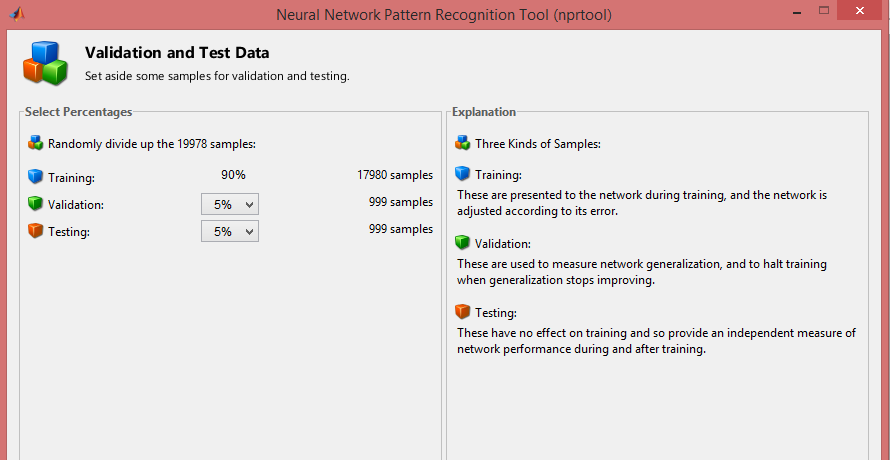 Neural Network Pattern Recognition Tool (nprtool)
Validation and Test Data
Set aside some samples for validation and testing.
Select Percentages
Randomly divide up the 19978 samples:
Training: 90% 17980 samples
Validation: 5% 999 samples
Testing: 5% 999 samples
Explanation
Three Kinds of Samples:
Training:
These are presented to the network during training, and the network is
adjusted according to its error.
Validation:
These are used to measure network generalization, and to halt training
when generalization stops improving.
Testing:
These have no effect on training and so provide an independent measure of
network performance during and after training.